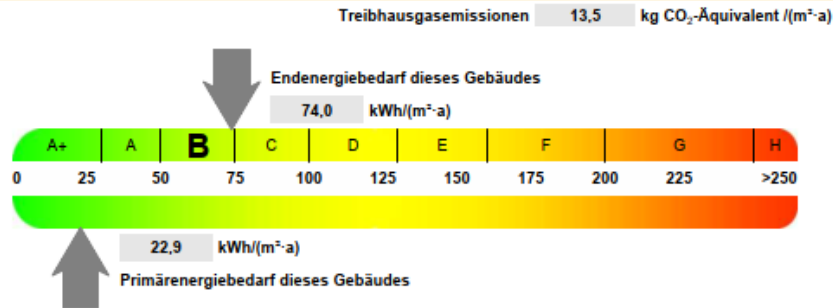 Treibhausgasemissionen 13,5 kg CO₂-Äquivalent /(m²·a)
Endenergiebedarf dieses Gebäudes
74,0 kWh/(m²·a)
A+ A B C D E F G H
0 25 50 75 100 125 150 175 200 225 >250
22,9 kWh/(m²·a)
Primärenergiebedarf dieses Gebäudes